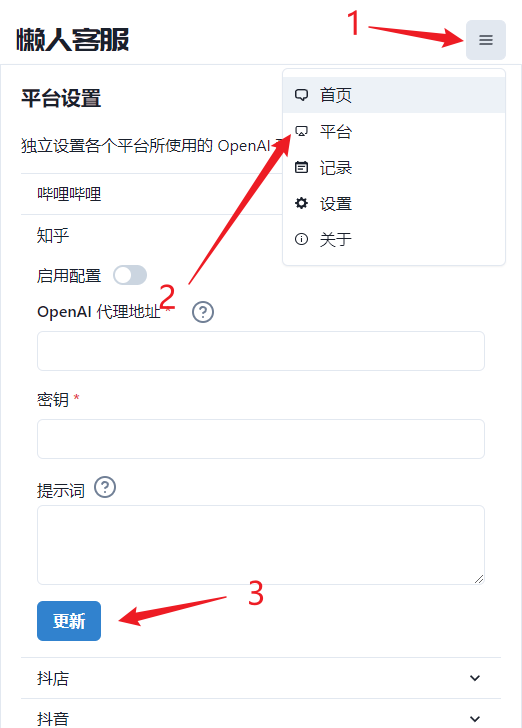 懒人客服
1
平台设置
首页
独立设置各个平台所使用的 OpenAI
平台
哔哩哔哩
记录
知乎
设置
启用配置
关于
2
OpenAI 代理地址 *
密钥 *
提示词
更新
3
抖店
抖音